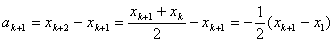 a_{k+1} = x_{k+2} - x_{k+1} = \frac{x_{k+1} + x_k}{2} - x_{k+1} = -\frac{1}{2}(x_{k+1} - x_1)